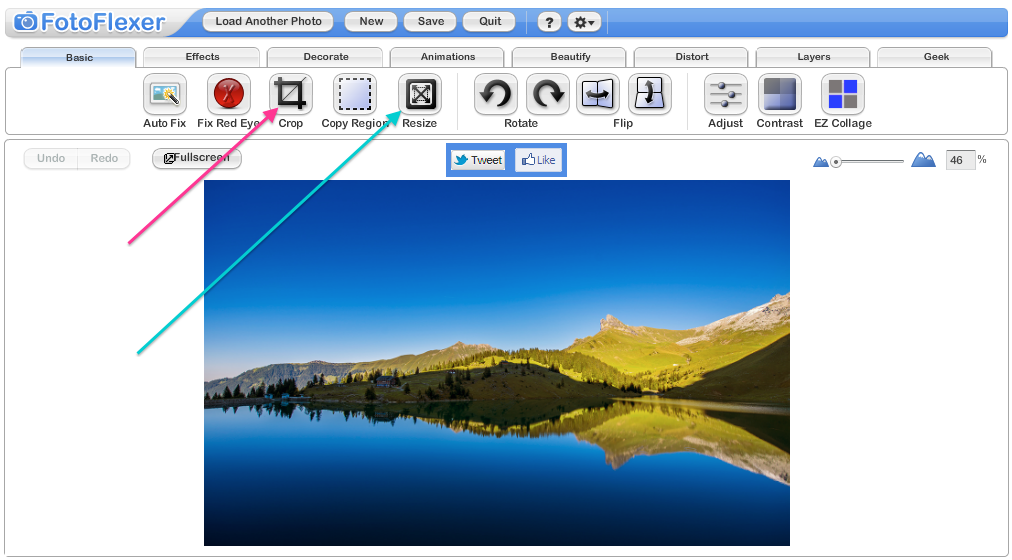 FotoFlexer
Load Another Photo New Save Quit ?
Basic Effects Decorate Animations Beautify Distort Layers Geek
Auto Fix Fix Red Eye Crop Copy Region Resize Rotate Flip Adjust Contrast EZ Collage
Undo Redo Fullscreen Tweet Like 46 %